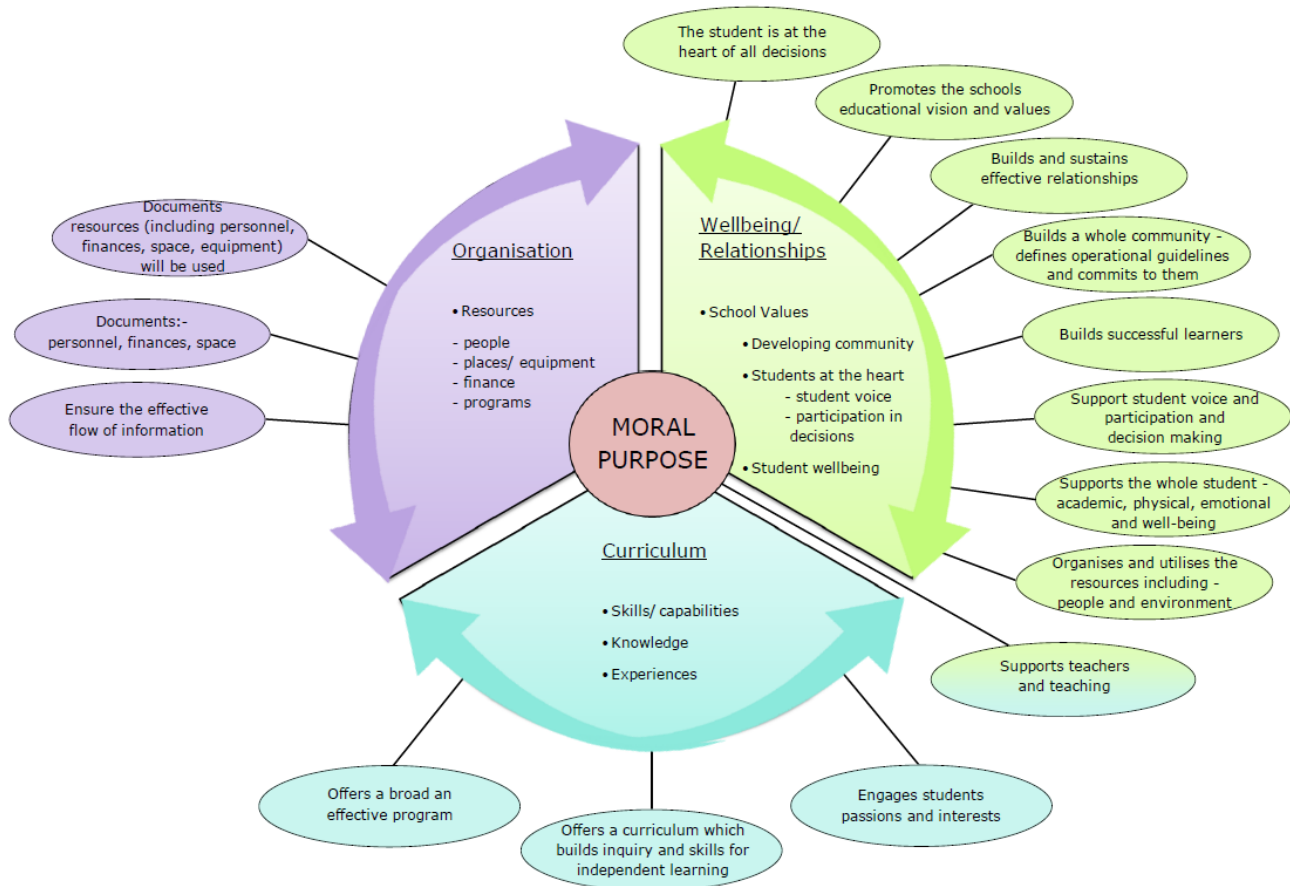 The student is at the
heart of all decisions
Promotes the schools
educational vision and values
Builds and sustains
effective relationships
Builds a whole community -
defines operational guidelines
and commits to them
Builds successful learners
Support student voice and
participation and
decision making
Supports the whole student -
academic, physical, emotional
and well-being
Organises and utilises the
resources including -
people and environment
Supports teachers
and teaching
Documents
resources (including personnel,
finances, space, equipment)
will be used
Documents:-
personnel, finances, space
Ensure the effective
flow of information
Organisation
• Resources
- people
- places/ equipment
- finance
- programs
Wellbeing/
Relationships
• School Values
• Developing community
• Students at the heart
- student voice
- participation in
decisions
• Student wellbeing
MORAL
PURPOSE
Curriculum
• Skills/ capabilities
• Knowledge
• Experiences
Offers a broad an
effective program
Offers a curriculum which
builds inquiry and skills for
independent learning
Engages students
passions and interests